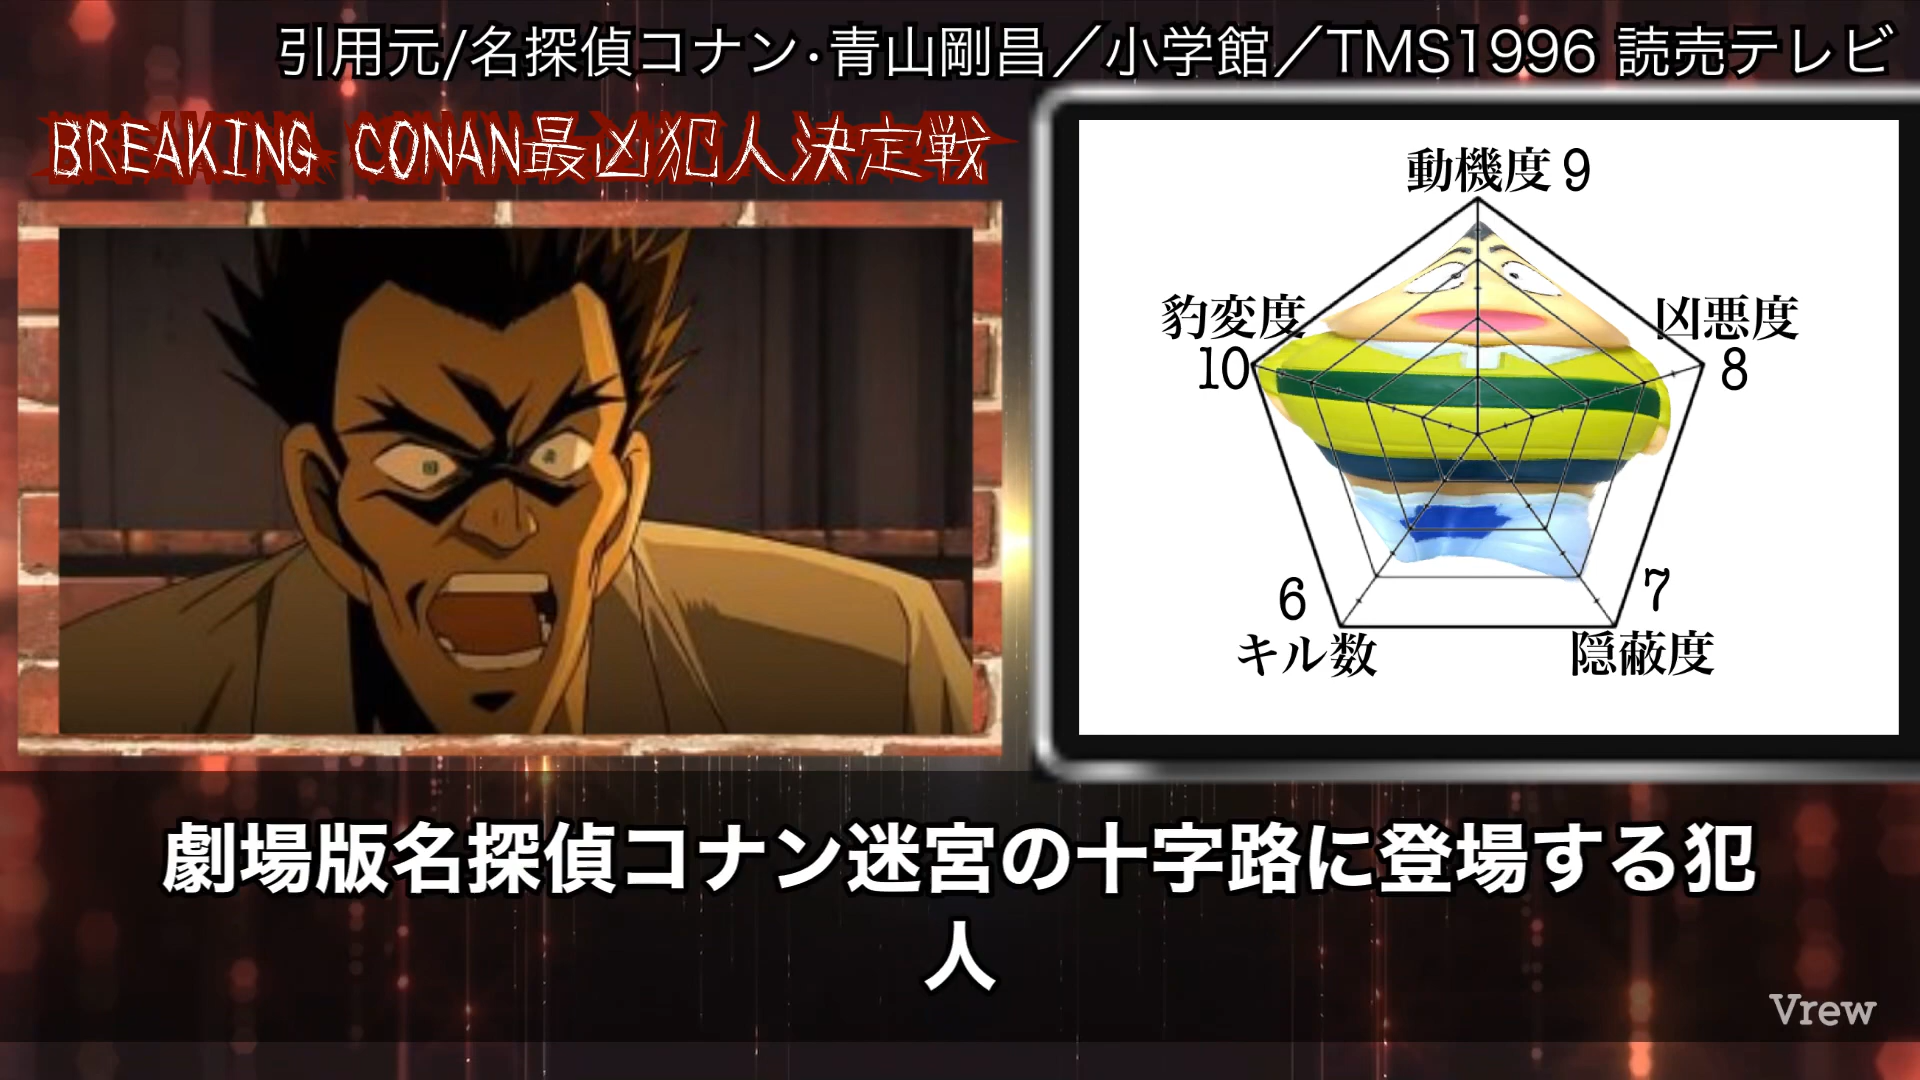 引用元/名探偵コナン・青山剛昌／小学館／TMS1996 読売テレビ
BREAKING CONAN最凶犯人決定戦
動機度 9
豹変度
10
凶悪度
8
6
キル数
7
隠蔽度
劇場版名探偵コナン迷宮の十字路に登場する犯
人
Vrew